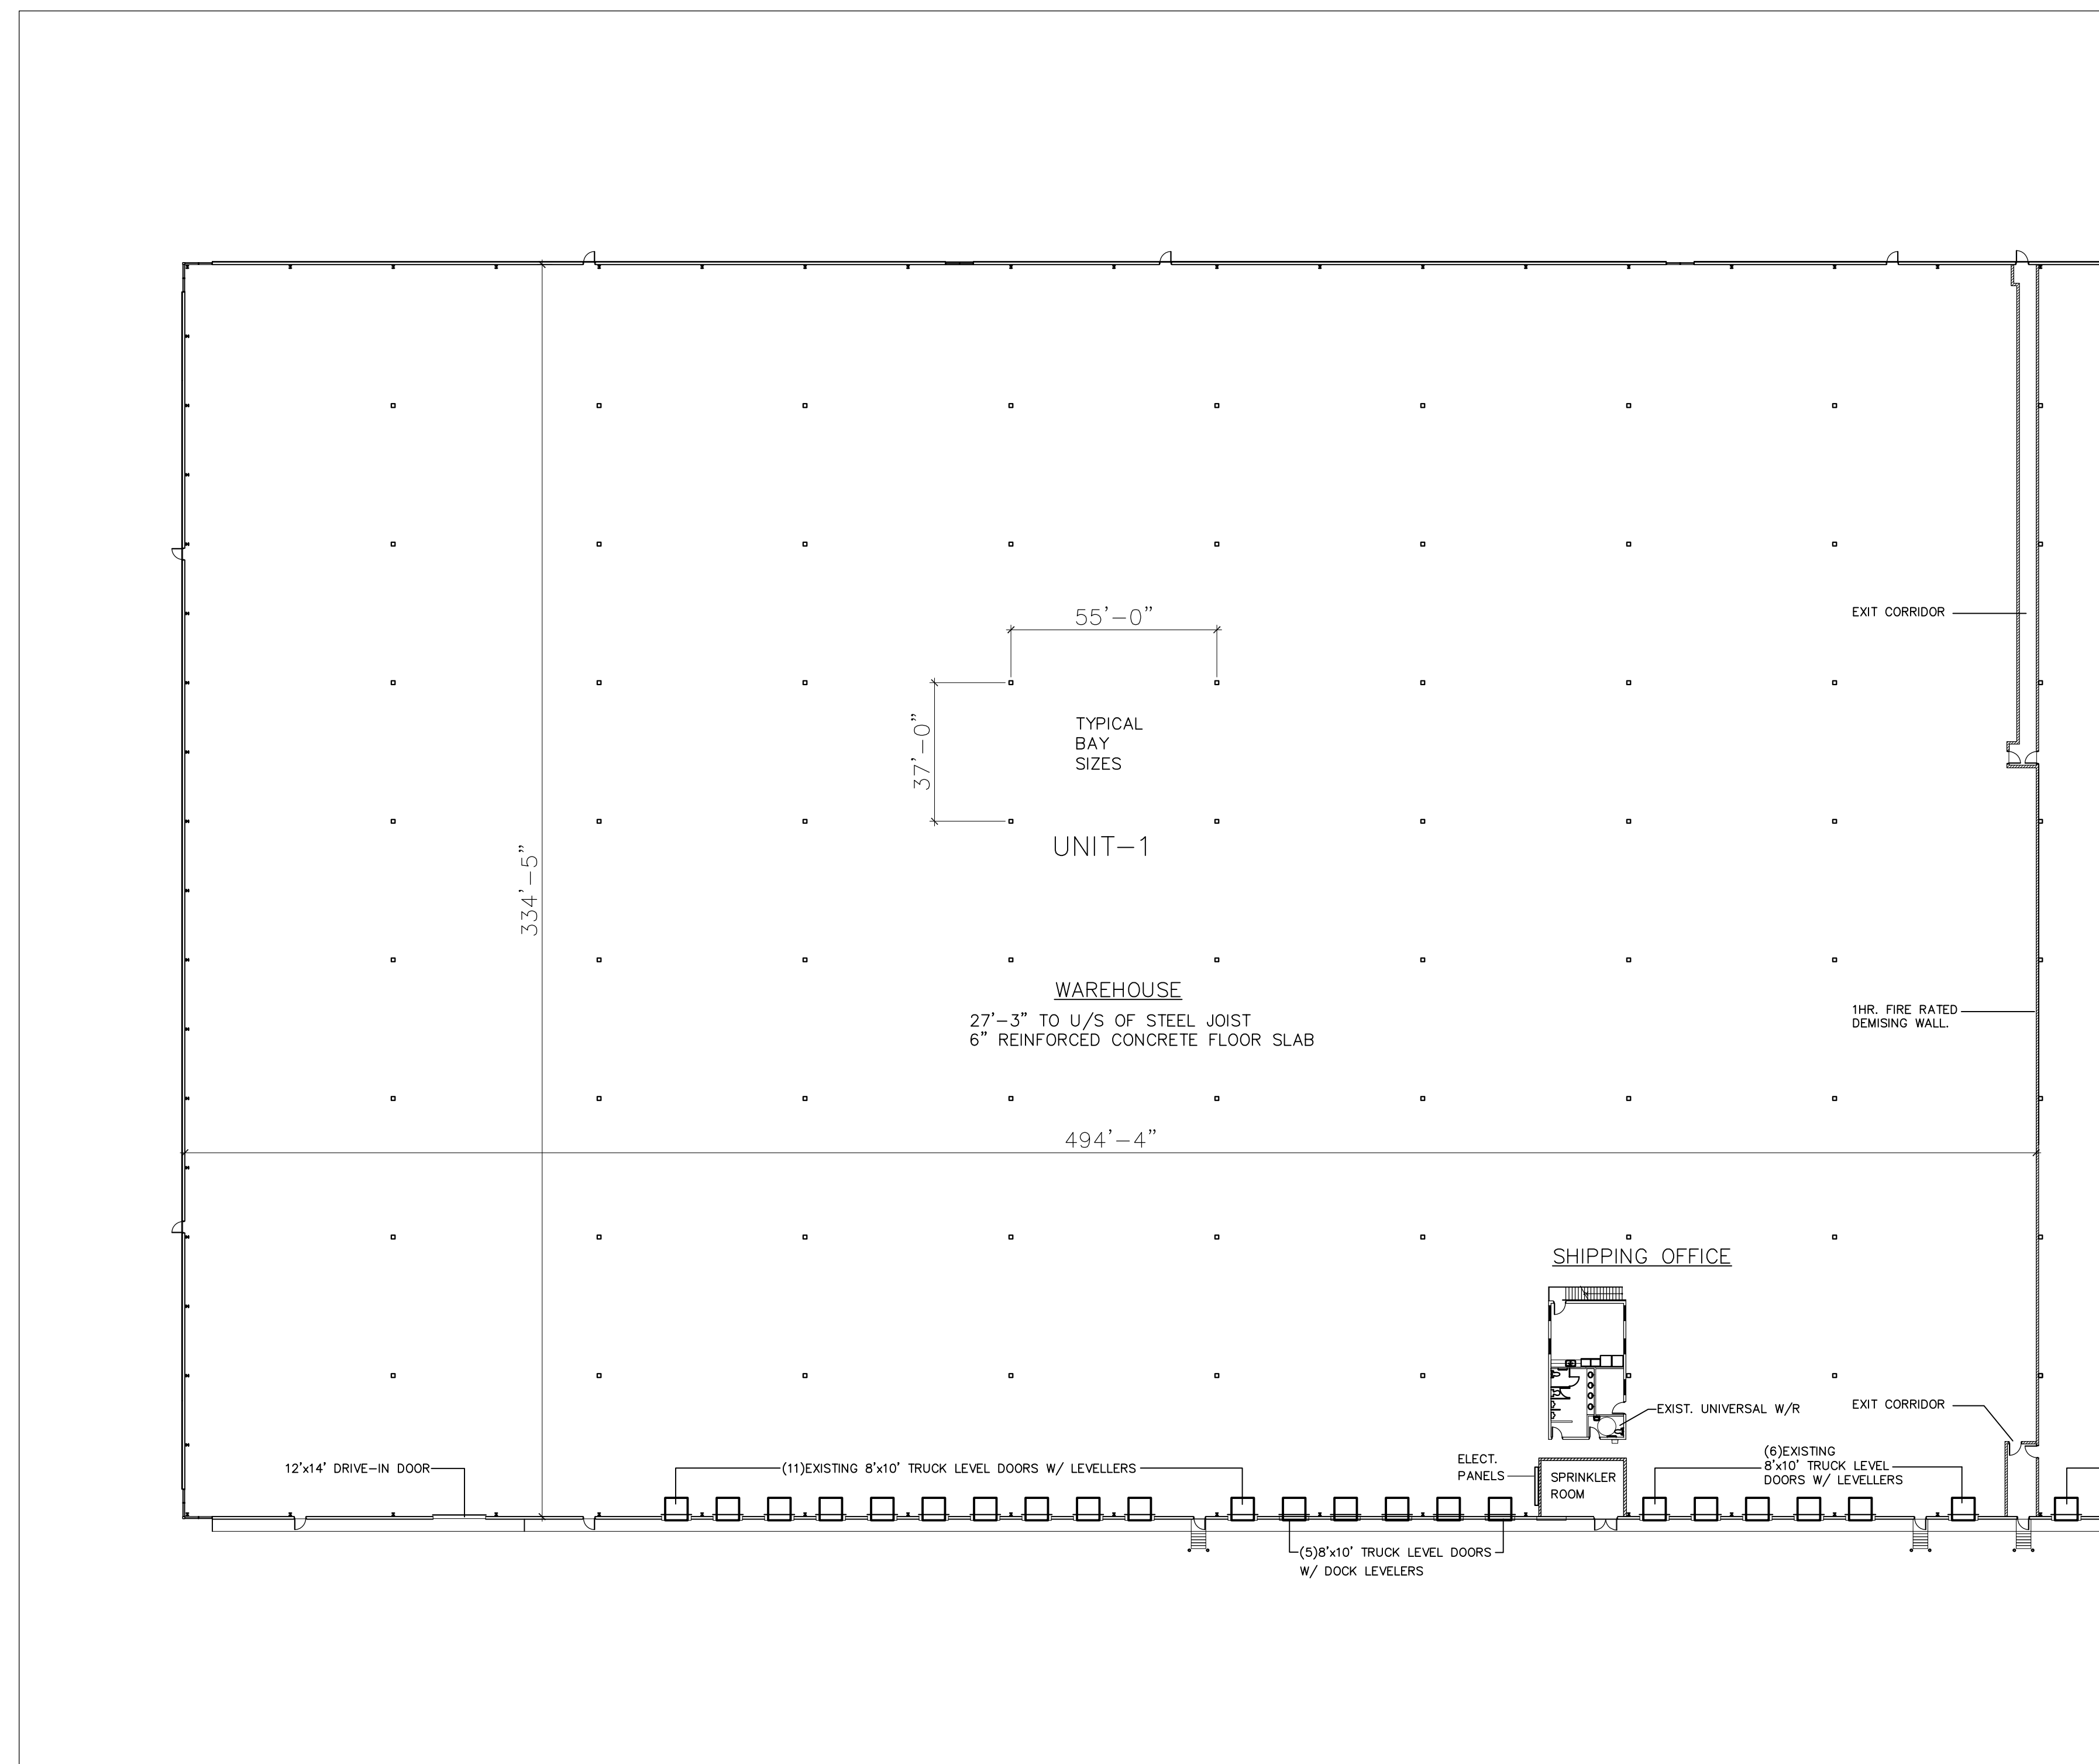 EXIT CORRIDOR
55'-0"
37'-0"
TYPICAL
BAY
SIZES
UNIT-1
334'-5"
WAREHOUSE
27'-3" TO U/S OF STEEL JOIST
6" REINFORCED CONCRETE FLOOR SLAB
1HR. FIRE RATED
DEMISING WALL.
494'-4"
SHIPPING OFFICE
EXIST. UNIVERSAL W/R
EXIT CORRIDOR
12'x14' DRIVE-IN DOOR
(11)EXISTING 8'x10' TRUCK LEVEL DOORS W/ LEVELLERS
ELECT.
PANELS
SPRINKLER
ROOM
(6)EXISTING
8'x10' TRUCK LEVEL
DOORS W/ LEVELLERS
(5)8'x10' TRUCK LEVEL DOORS
W/ DOCK LEVELERS